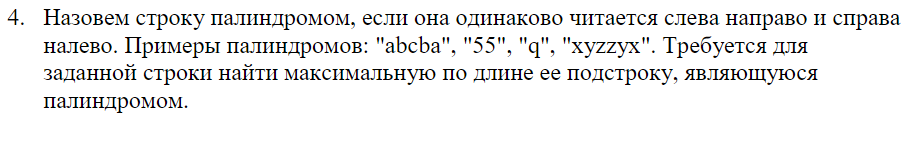 4. Назовем строку палиндромом, если она одинаково читается слева направо и справа
налево. Примеры палиндромов: "abcba", "55", "q", "xyzzyx". Требуется для
заданной строки найти максимальную по длине ее подстроку, являющуюся
палиндромом.